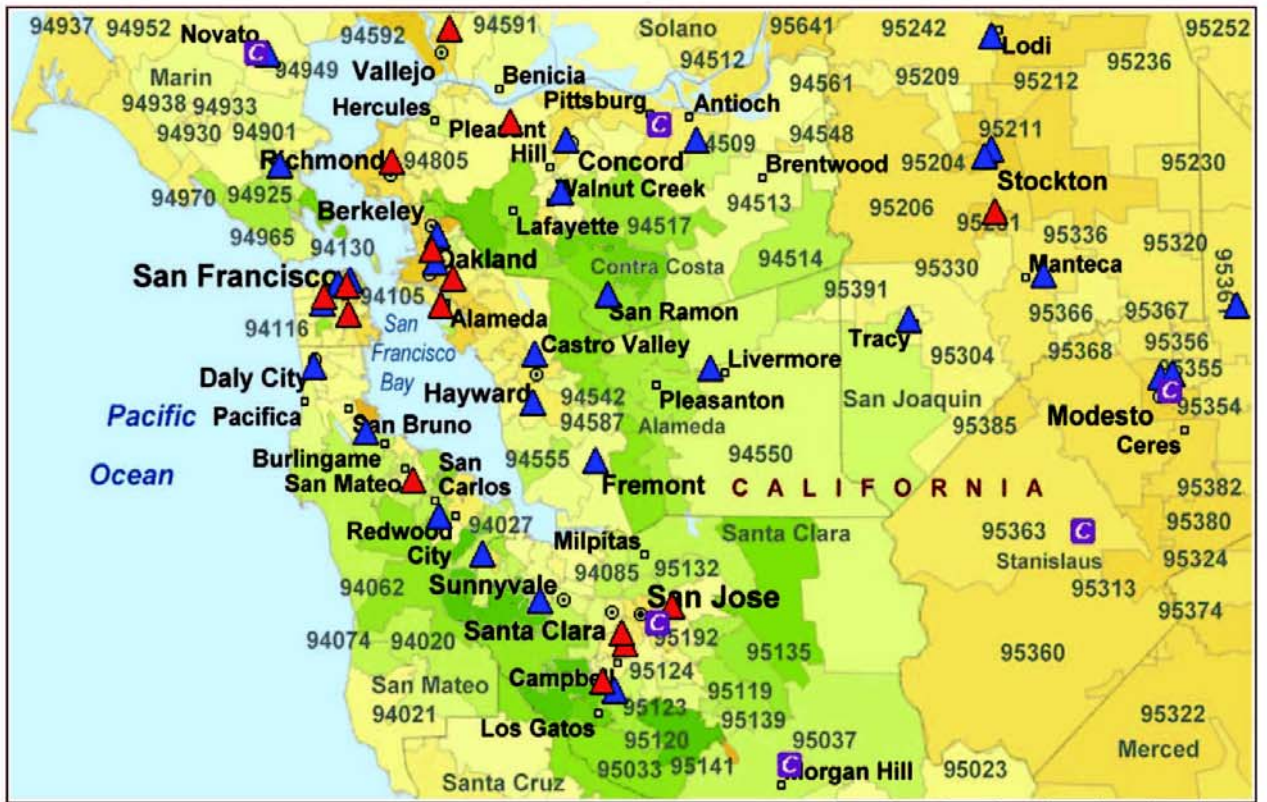 94937 94952 Novato 94592 94591 Solano 95641 95242 95252
C 94949 Vallejo 94512 Lodi 95236
Marin Benicia 94561 95209 95212
94938 94933 Hercules Pittsburg C Antioch
94930 94901 Pleasant 94548 95211
Richmond 94805 Hill Concord 4509 Brentwood 95204 95230
94970 94925 Walnut Creek 94513 Stockton
Berkeley Lafayette 94517 95206
94965 94130 Oakland Contra Costa 94514 95336 95320
San Francisco 95330 Manteca
94105 San Ramon 95391 95366 95367
94116 San Alameda Tracy 95304 95368 95356
Francisco Castro Valley Livermore 95355
Bay
Daly City Hayward 94542 Pleasanton San Joaquin C
Pacific Pacifica 94587 Alameda 95385 Modesto 95354
San Bruno Ceres
Ocean Burlingame San 94555 94550
San Mateo Carlos Fremont CALIFORNIA 95382
Redwood 94027 Santa Clara 95363 C 95380
City Milpitas Stanislaus 95324
94062 94085 95132 95313
Sunnyvale San Jose 95374
94074 94020 Santa Clara C 95192 95135 95360
San Mateo Campbell 95124 95119
94021 95123 95139 95322
Los Gatos 95120 95037 Merced
Santa Cruz 95033 95141 C Morgan Hill 95023